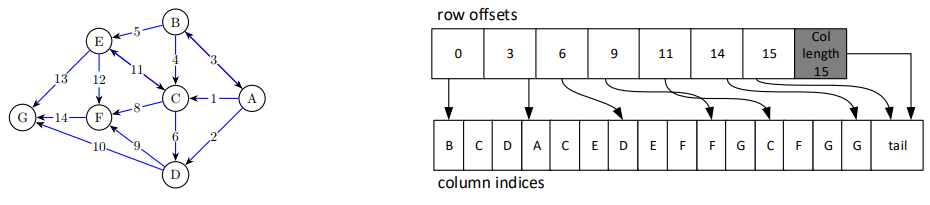 B
5
E
4
3
13
12
11
C
1
A
8
G
14
F
6
2
10
9
D
row offsets
0 3 6 9 11 14 15 Col length 15
B C D A C E D E F F G C F G G tail
column indices